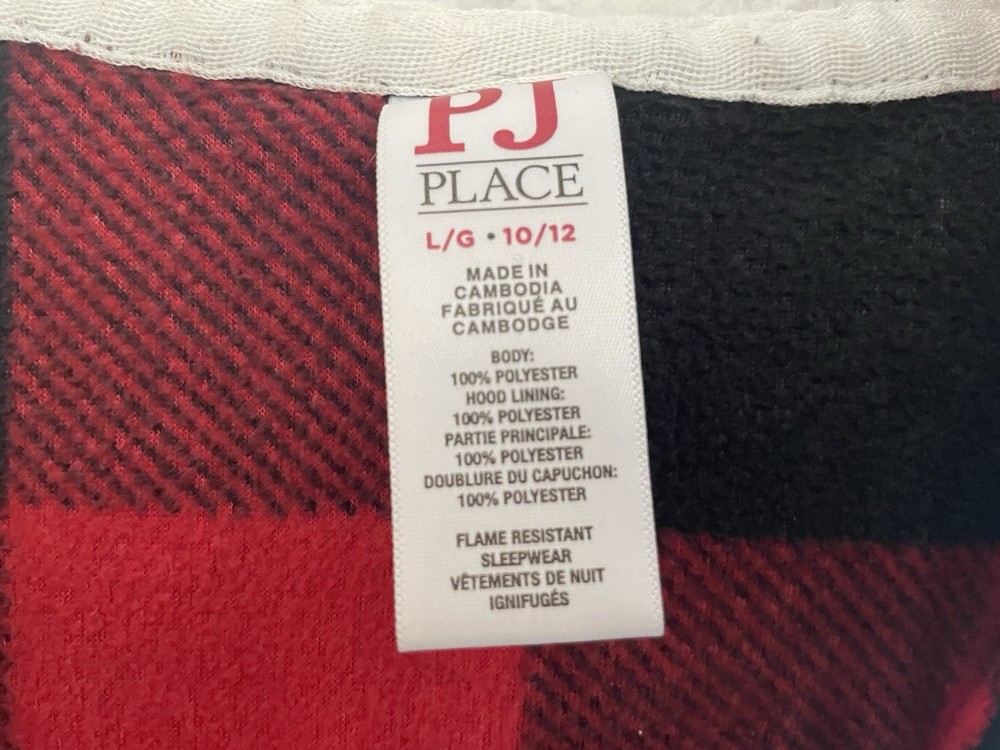 PJ
PLACE
L/G • 10/12
MADE IN
CAMBODIA
FABRIQUÉ AU
CAMBODGE
BODY:
100% POLYESTER
HOOD LINING:
100% POLYESTER
PARTIE PRINCIPALE:
100% POLYESTER
DOUBLURE DU CAPUCHON:
100% POLYESTER
FLAME RESISTANT
SLEEPWEAR
VÊTEMENTS DE NUIT
IGNIFUGÉS